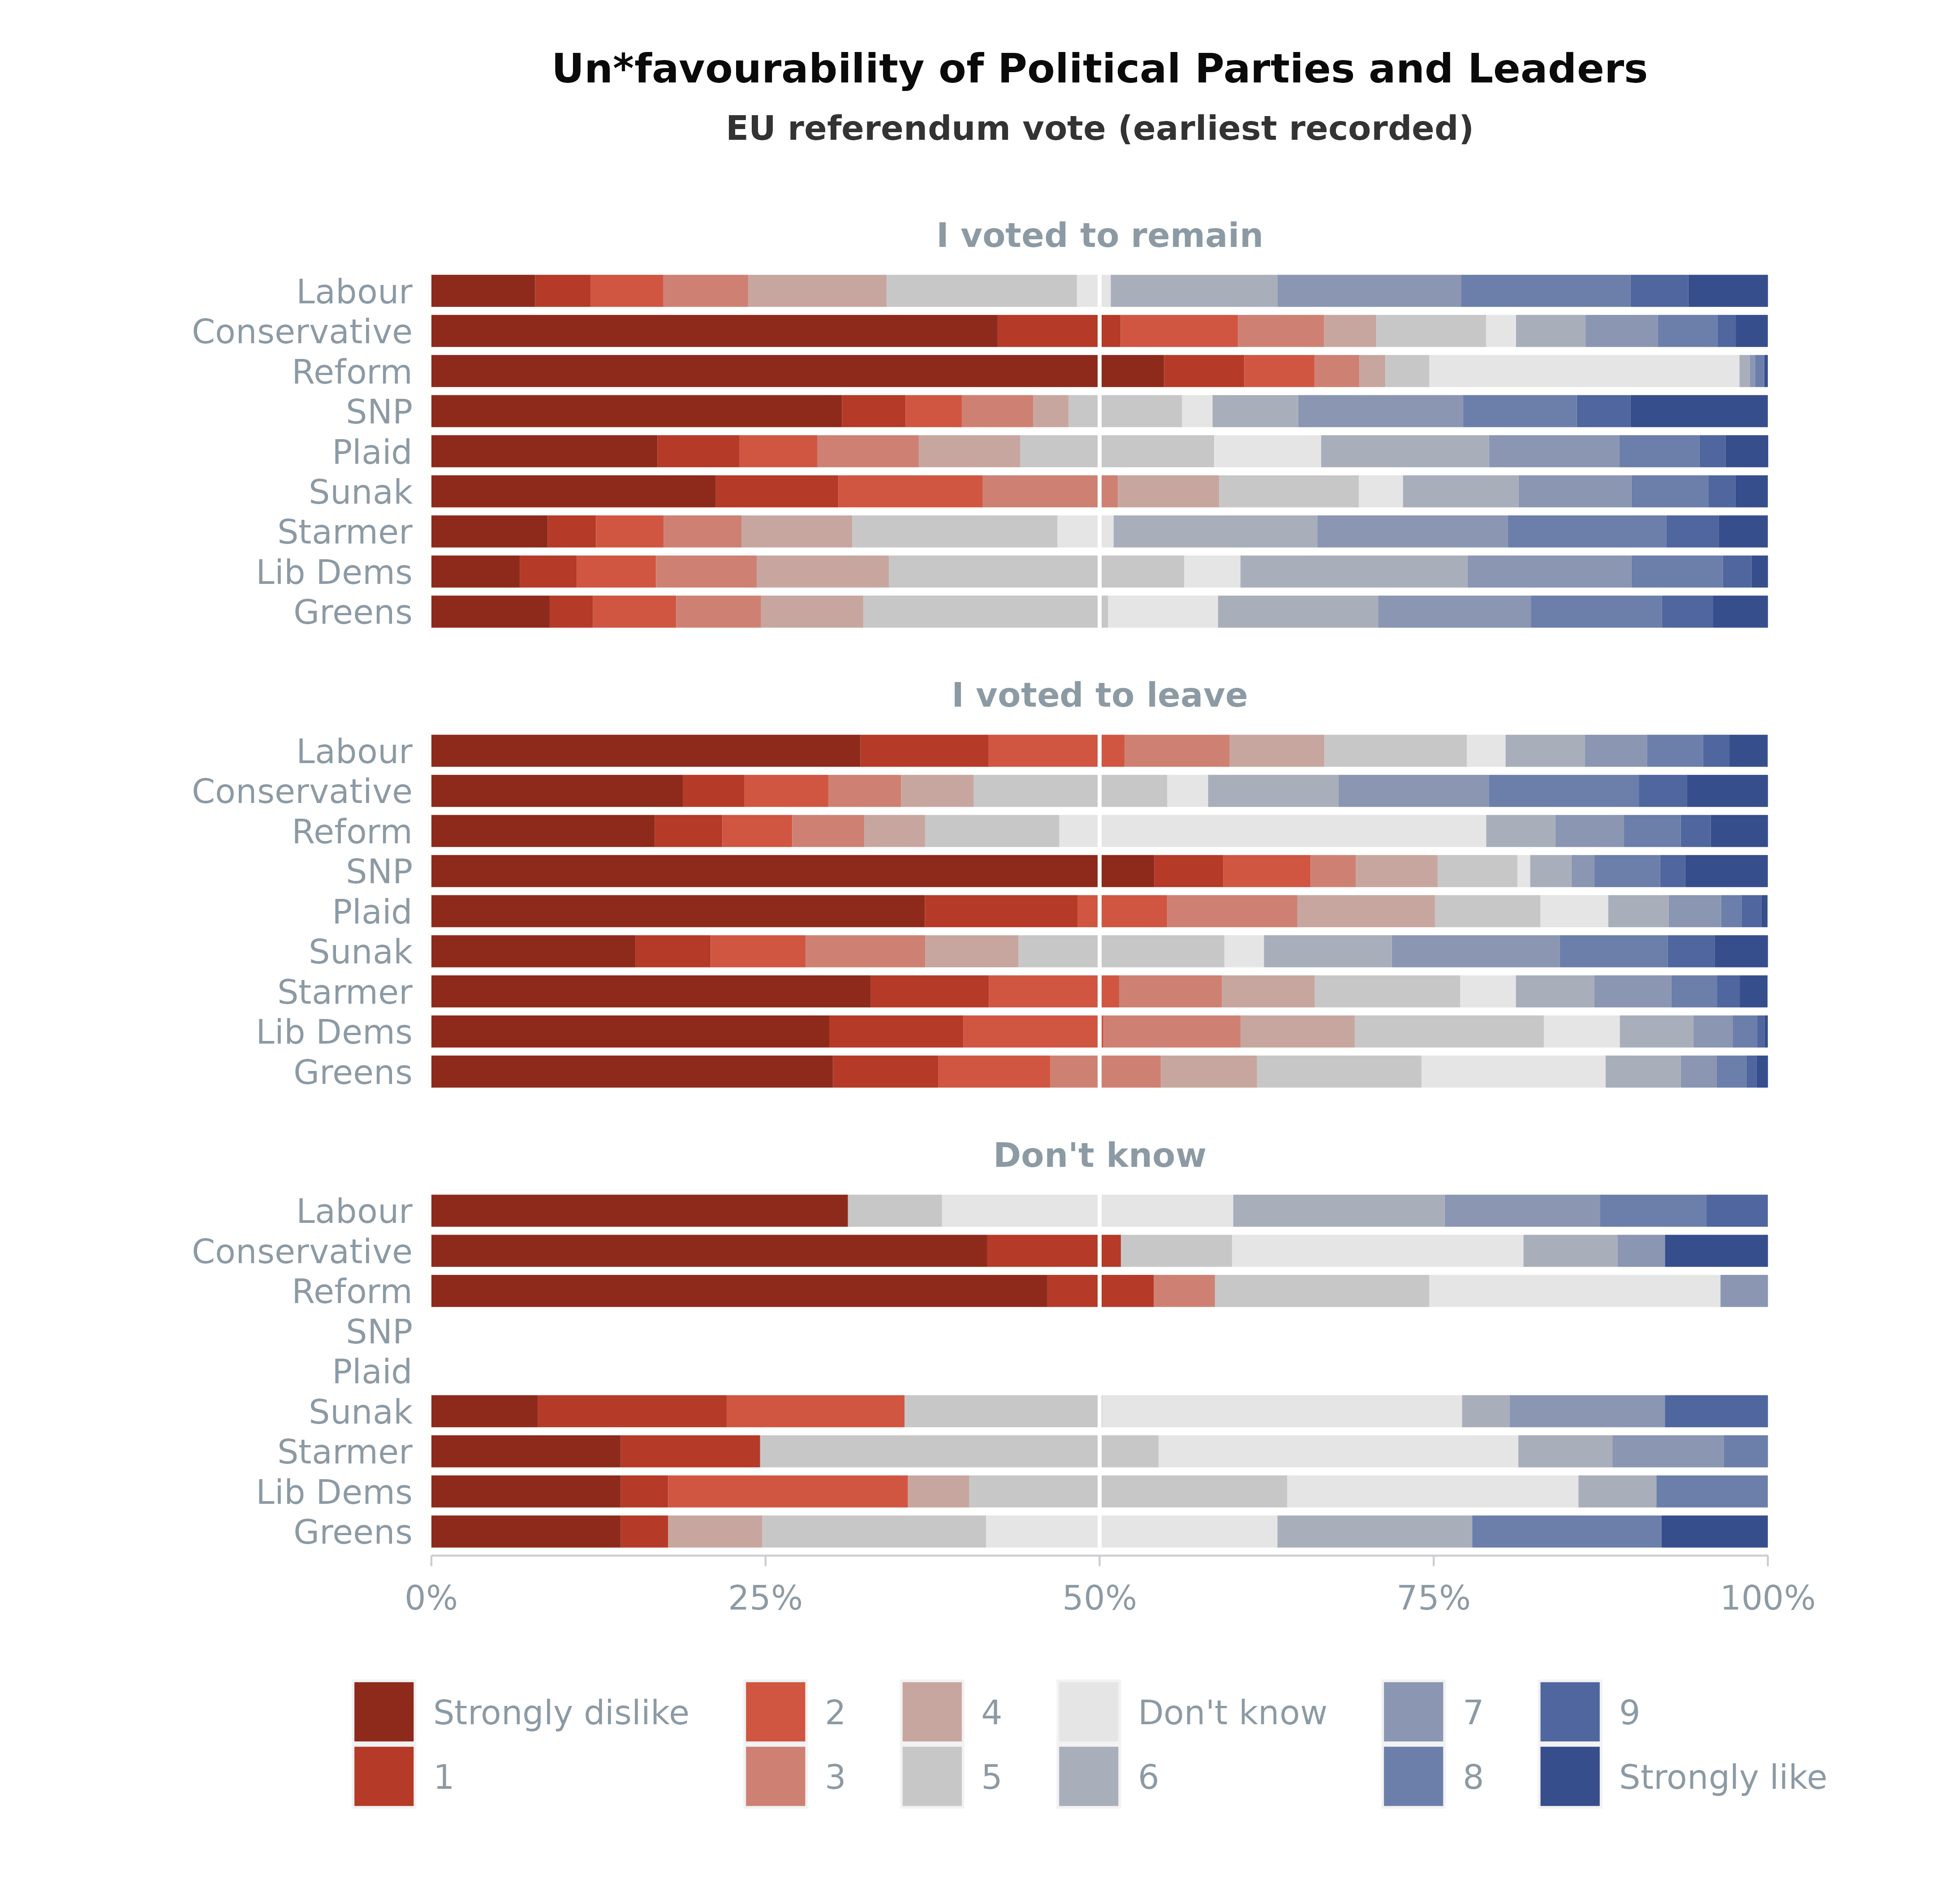 Un*favourability of Political Parties and Leaders
EU referendum vote (earliest recorded)
I voted to remain
Labour
Conservative
Reform
SNP
Plaid
Sunak
Starmer
Lib Dems
Greens
I voted to leave
Labour
Conservative
Reform
SNP
Plaid
Sunak
Starmer
Lib Dems
Greens
Don't know
Labour
Conservative
Reform
SNP
Plaid
Sunak
Starmer
Lib Dems
Greens
0% 25% 50% 75% 100%
Strongly dislike 2 4 Don't know 7 9
1 3 5 6 8 Strongly like